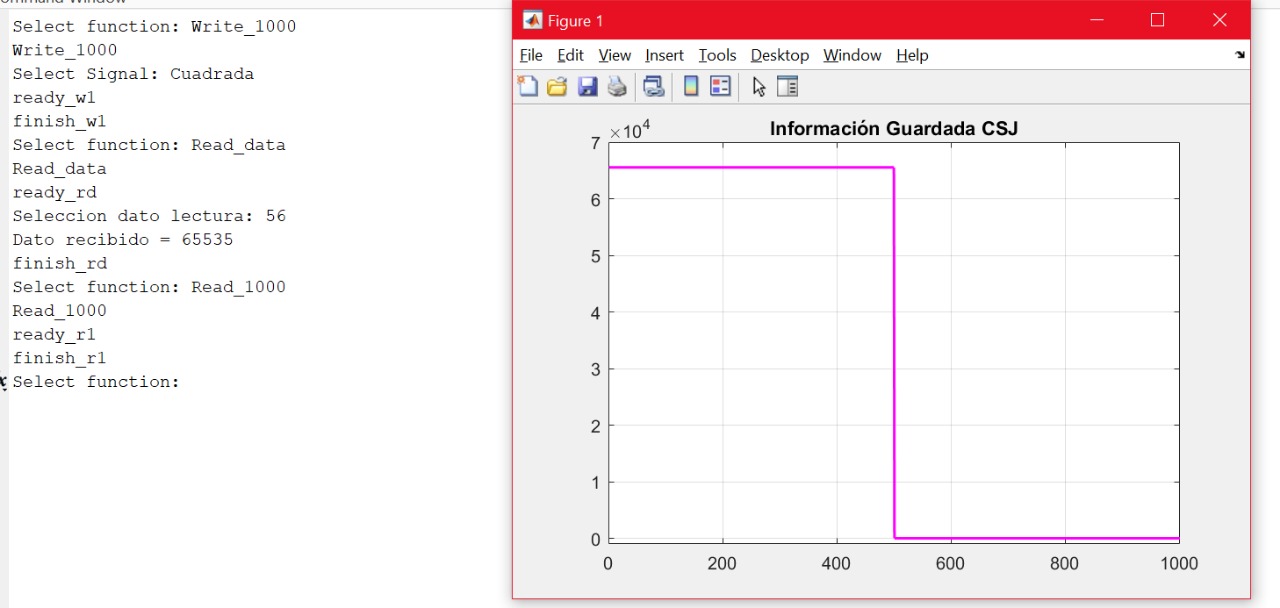 Command Window
Select function: Write_1000
Write_1000
Select Signal: Cuadrada
ready_w1
finish_w1
Select function: Read_data
Read_data
ready_rd
Seleccion dato lectura: 56
Dato recibido = 65535
finish_rd
Select function: Read_1000
Read_1000
ready_r1
finish_r1
Select function:
Figure 1
File Edit View Insert Tools Desktop Window Help
Información Guardada CSJ
×10^4
7
6
5
4
3
2
1
0
0 200 400 600 800 1000